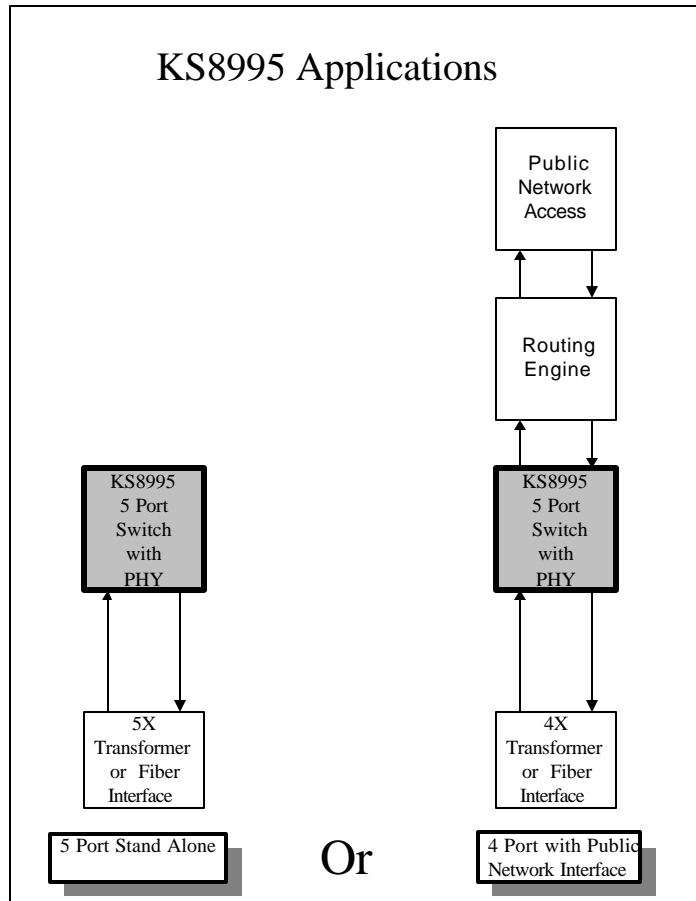 KS8995 Applications
Public
Network
Access
Routing
Engine
KS8995
5 Port
Switch
with
PHY
KS8995
5 Port
Switch
with
PHY
5X
Transformer
or Fiber
Interface
4X
Transformer
or Fiber
Interface
5 Port Stand Alone
Or
4 Port with Public
Network Interface